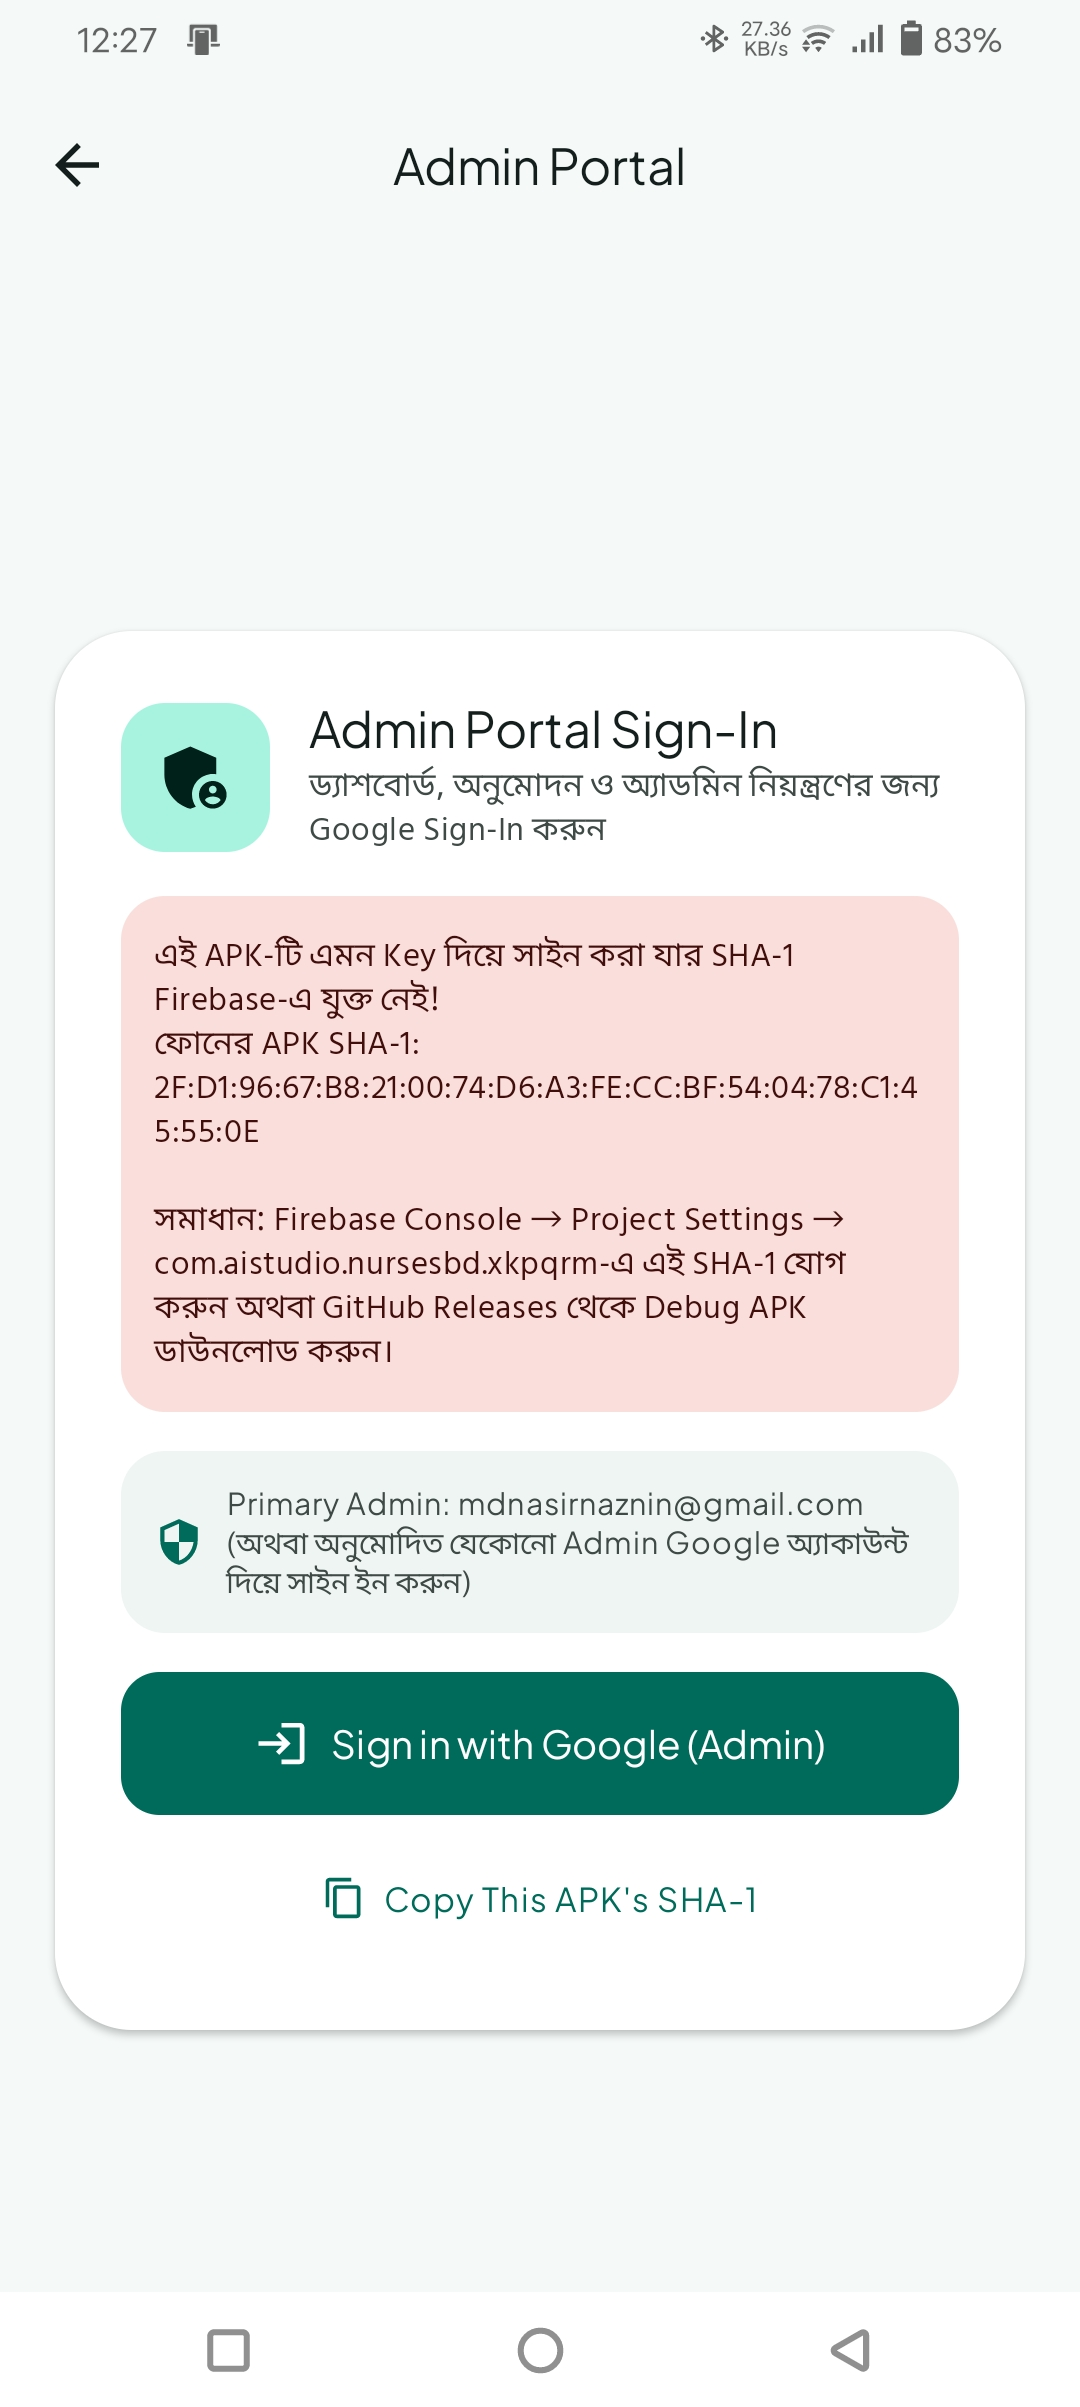 12:27
27.36
KB/s
83%
Admin Portal
Admin Portal Sign-In
ড্যাশবোর্ড, অনুমোদন ও অ্যাডমিন নিয়ন্ত্রণের জন্য
Google Sign-In করুন
এই APK-টি এমন Key দিয়ে সাইন করা যার SHA-1
Firebase-এ যুক্ত নেই!
ফোনের APK SHA-1:
2F:D1:96:67:B8:21:00:74:D6:A3:FE:CC:BF:54:04:78:C1:4
5:55:0E
সমাধান: Firebase Console → Project Settings →
com.aistudio.nursesbd.xkpqrm-এ এই SHA-1 যোগ
করুন অথবা GitHub Releases থেকে Debug APK
ডাউনলোড করুন।
Primary Admin: mdnasirnaznin@gmail.com
(অথবা অনুমোদিত যেকোনো Admin Google অ্যাকাউন্ট
দিয়ে সাইন ইন করুন)
Sign in with Google (Admin)
Copy This APK's SHA-1